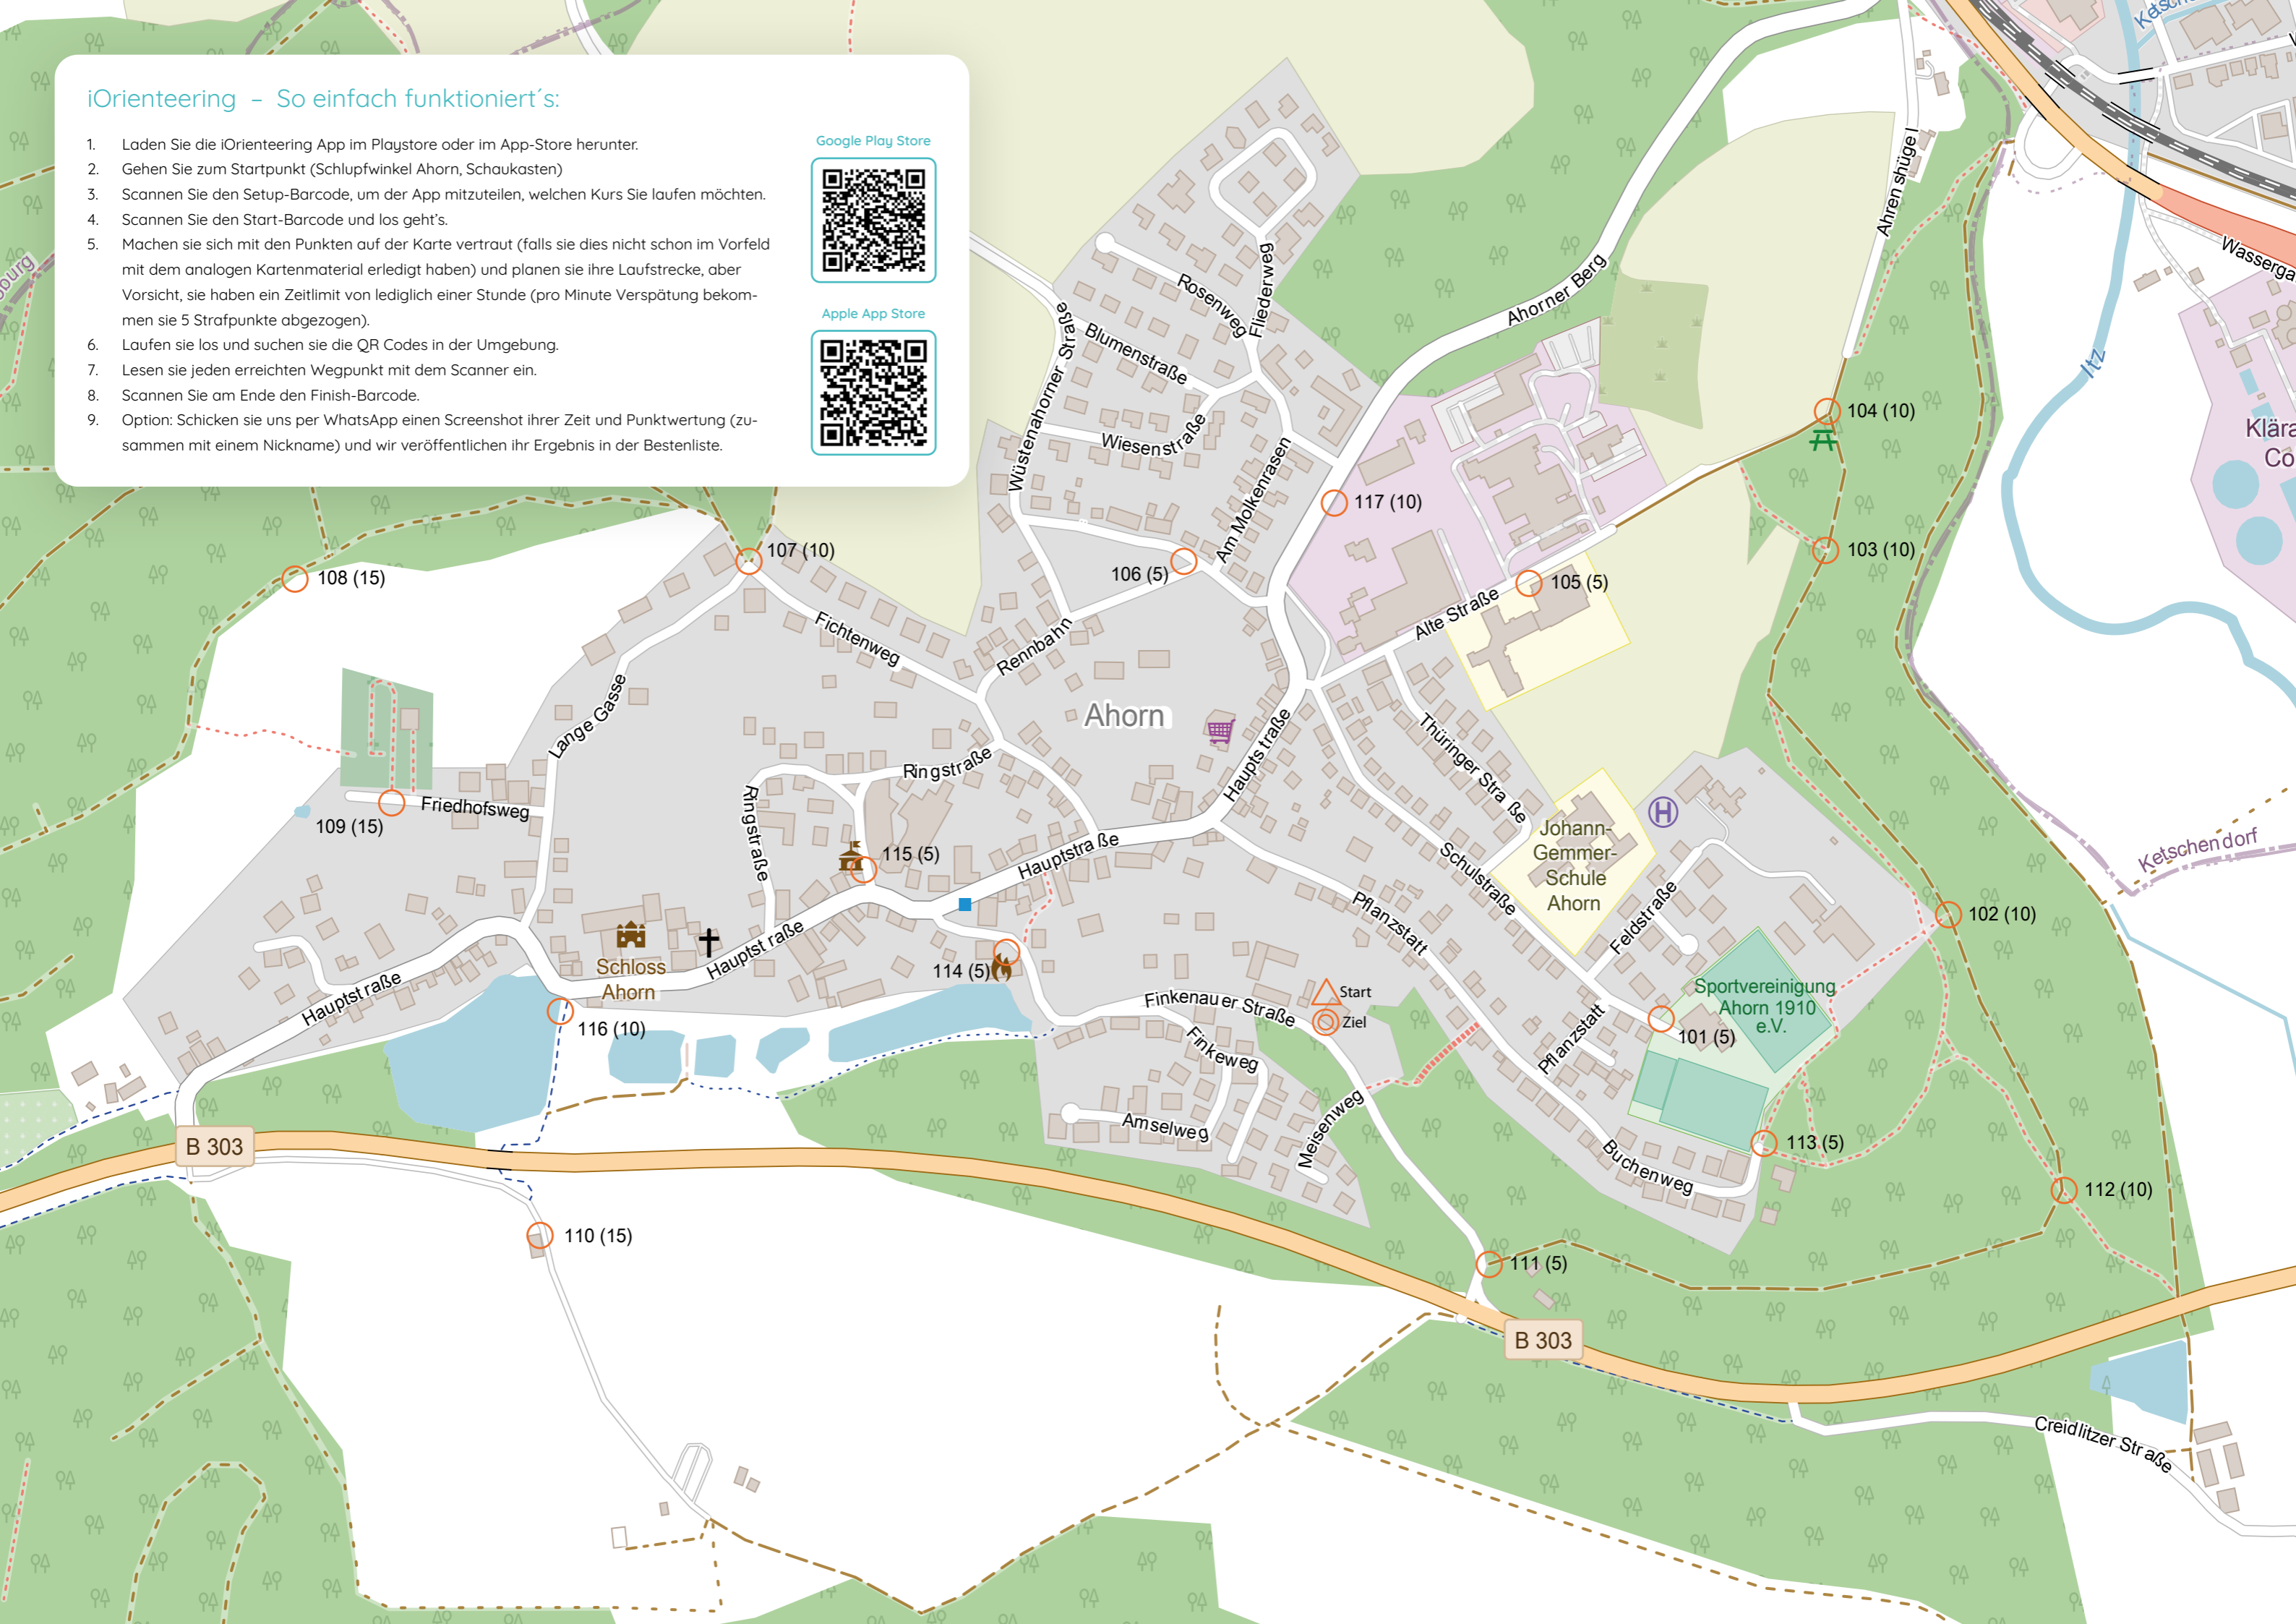 iOrienteering – So einfach funktioniert´s:
1. Laden Sie die iOrienteering App im Playstore oder im App-Store herunter.
2. Gehen Sie zum Startpunkt (Schlupfwinkel Ahorn, Schaukasten)
3. Scannen Sie den Setup-Barcode, um der App mitzuteilen, welchen Kurs Sie laufen möchten.
4. Scannen Sie den Start-Barcode und los geht's.
5. Machen sie sich mit den Punkten auf der Karte vertraut (falls sie dies nicht schon im Vorfeld
mit dem analogen Kartenmaterial erledigt haben) und planen sie ihre Laufstrecke, aber
Vorsicht, sie haben ein Zeitlimit von lediglich einer Stunde (pro Minute Verspätung bekom-
men sie 5 Strafpunkte abgezogen).
6. Laufen sie los und suchen sie die QR Codes in der Umgebung.
7. Lesen sie jeden erreichten Wegpunkt mit dem Scanner ein.
8. Scannen Sie am Ende den Finish-Barcode.
9. Option: Schicken sie uns per WhatsApp einen Screenshot ihrer Zeit und Punktwertung (zu-
sammen mit einem Nickname) und wir veröffentlichen ihr Ergebnis in der Bestenliste.
Google Play Store
Apple App Store
Ahorner Berg
Ahrenshügel
Wasserga
Itz
Klära
Co
Rosenweg
Fliederweg
Blumenstraße
Wüstenahorner Straße
Wiesenstraße
Am Molkenrasen
104 (10)
117 (10)
103 (10)
107 (10)
106 (5)
105 (5)
108 (15)
Alte Straße
Fichtenweg
Rennbahn
Lange Gasse
Ahorn
Thüringer Straße
Hauptstraße
Ringstraße
Ringstraße
Friedhofsweg
109 (15)
115 (5)
Hauptstraße
Johann-
Gemmer-
Schule
Ahorn
H
Schulstraße
Ketschendorf
Pflanzstatt
Feldstraße
102 (10)
Schloss
Ahorn
Hauptstraße
114 (5)
Hauptstraße
116 (10)
Finkenauer Straße
Start
Ziel
Sportvereinigung
Ahorn 1910
e.V.
101 (5)
Finkeweg
Pflanzstatt
Amselweg
Meisenweg
B 303
113 (5)
Buchenweg
112 (10)
110 (15)
111 (5)
B 303
Creidlitzer Straße